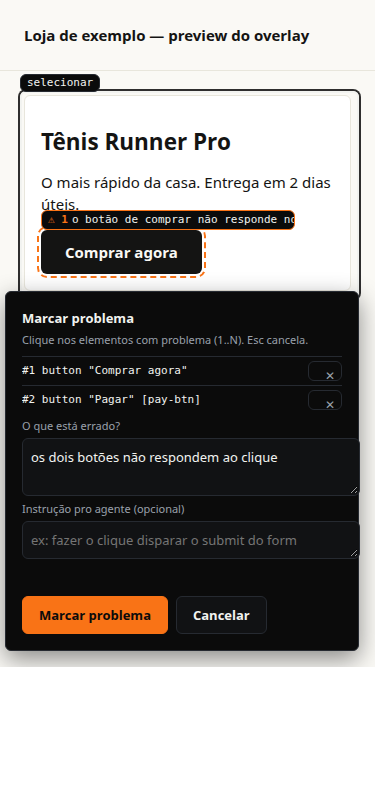 Loja de exemplo — preview do overlay
selecionar
Tênis Runner Pro
O mais rápido da casa. Entrega em 2 dias
úteis.
⚠ 1 o botão de comprar não responde
Comprar agora
Marcar problema
Clique nos elementos com problema (1..N). Esc cancela.
#1 button "Comprar agora" ✕
#2 button "Pagar" [pay-btn] ✕
O que está errado?
os dois botões não respondem ao clique
Instrução pro agente (opcional)
ex: fazer o clique disparar o submit do form
Marcar problema Cancelar